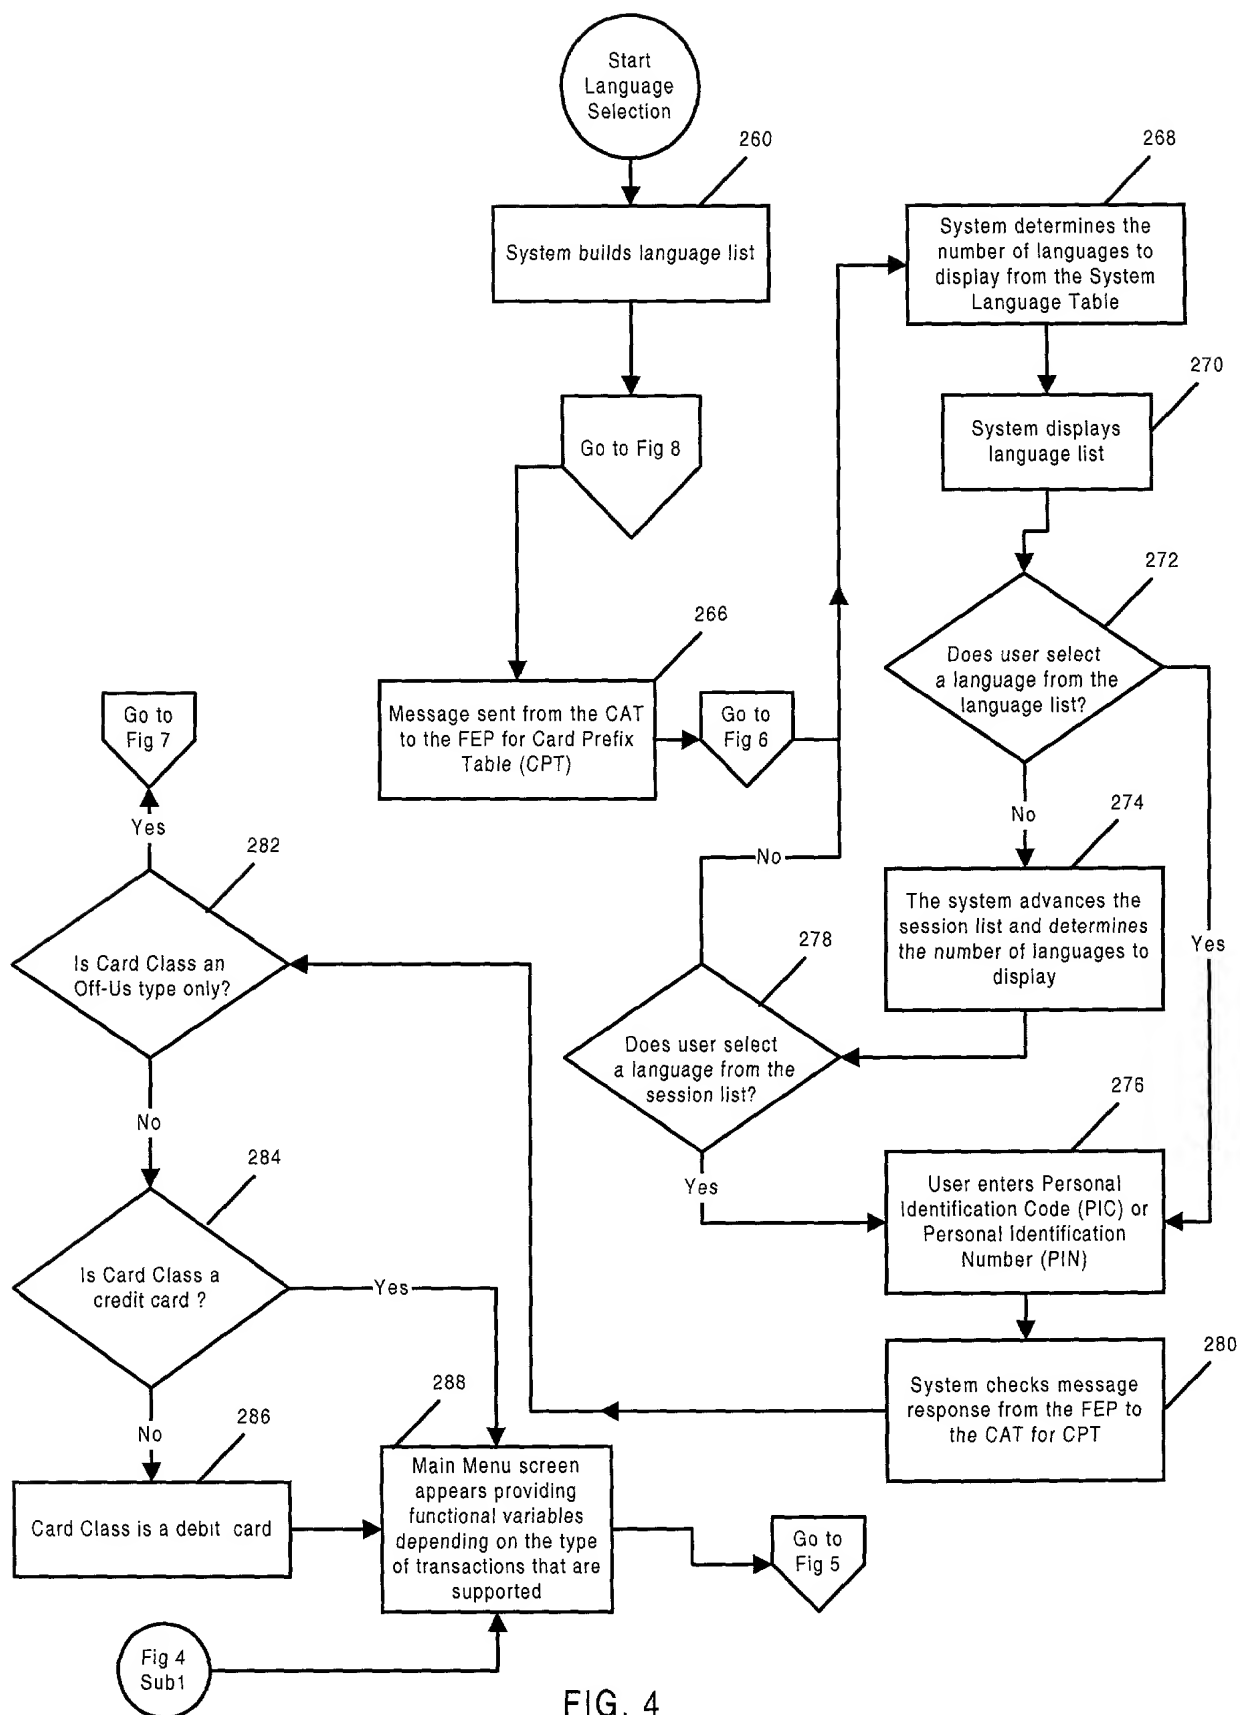 Start
Language
Selection
260
System builds language list
Go to Fig 8
266
Message sent from the CAT
to the FEP for Card Prefix
Table (CPT)
Go to
Fig 6
268
System determines the
number of languages to
display from the System
Language Table
270
System displays
language list
272
Does user select
a language from the
language list?
No
Yes
274
The system advances the
session list and determines
the number of languages to
display
278
Does user select
a language from the
session list?
No
Yes
276
User enters Personal
Identification Code (PIC) or
Personal Identification
Number (PIN)
280
System checks message
response from the FEP to
the CAT for CPT
Go to
Fig 7
Yes
282
Is Card Class an
Off-Us type only?
No
284
Is Card Class a
credit card ?
Yes
No
286
Card Class is a debit card
288
Main Menu screen
appears providing
functional variables
depending on the type
of transactions that are
supported
Go to
Fig 5
Fig 4
Sub1
FIG. 4